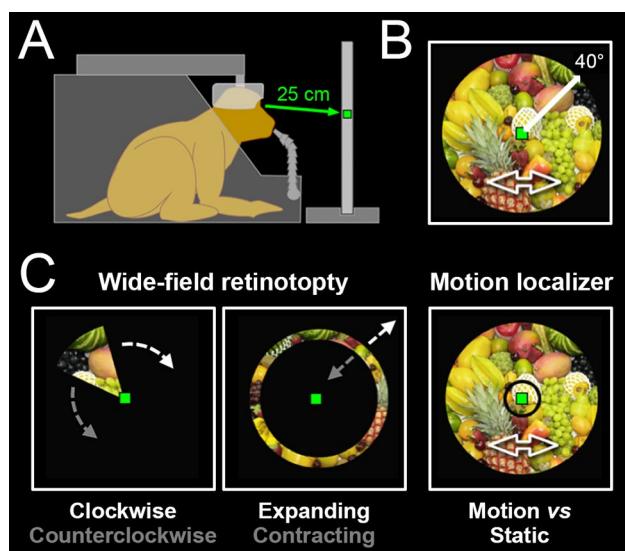 A
25 cm
B
40°
C
Wide-field retinotopty
Motion localizer
Clockwise
Counterclockwise
Expanding
Contracting
Motion vs
Static